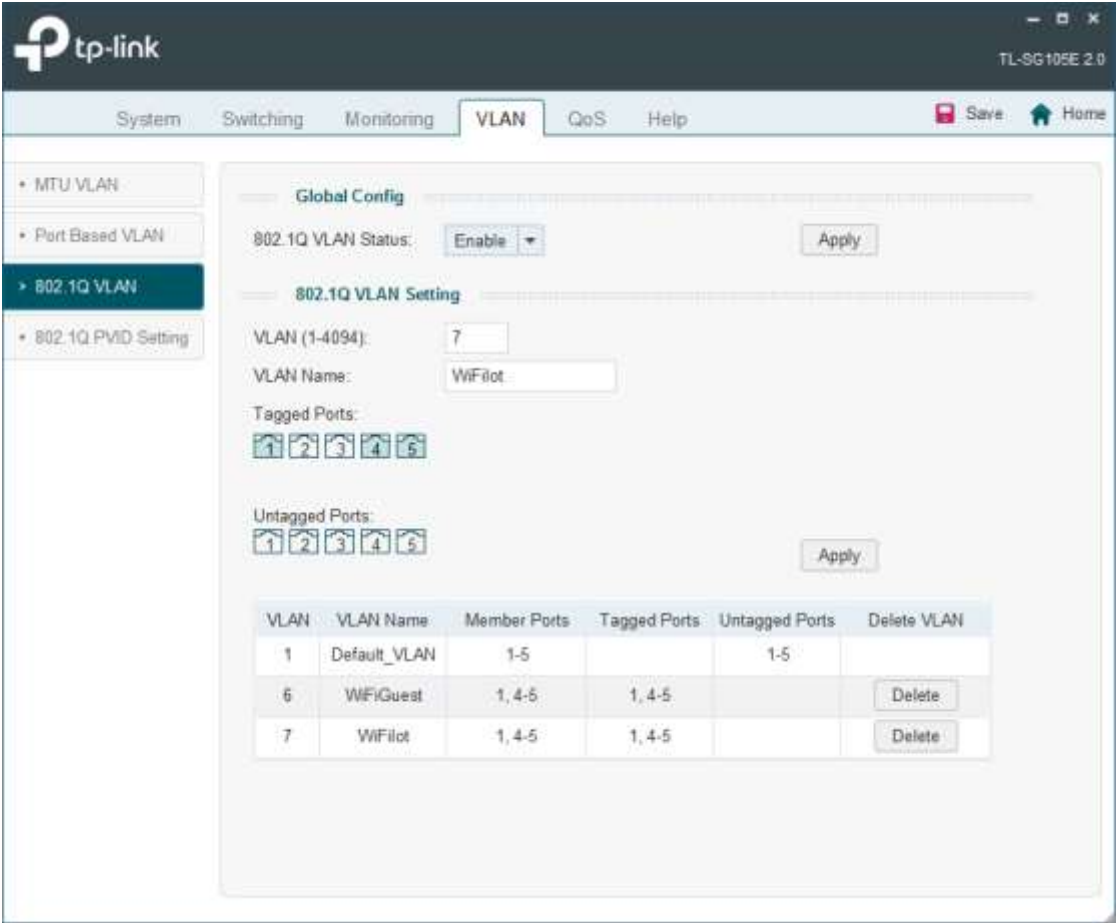 tp-link
TL-SG105E 2.0
System Switching Monitoring VLAN QoS Help Save Home
MTU VLAN
Port Based VLAN
802.1Q VLAN
802.1Q PVID Setting
Global Config
802.1Q VLAN Status: Enable Apply
802.1Q VLAN Setting
VLAN (1-4094): 7
VLAN Name: WiFiIot
Tagged Ports:
1 2 3 4 5
Untagged Ports:
1 2 3 4 5
Apply
VLAN VLAN Name Member Ports Tagged Ports Untagged Ports Delete VLAN
1 Default_VLAN 1-5 1-5
6 WiFiGuest 1, 4-5 1, 4-5 Delete
7 WiFiIot 1, 4-5 1, 4-5 Delete